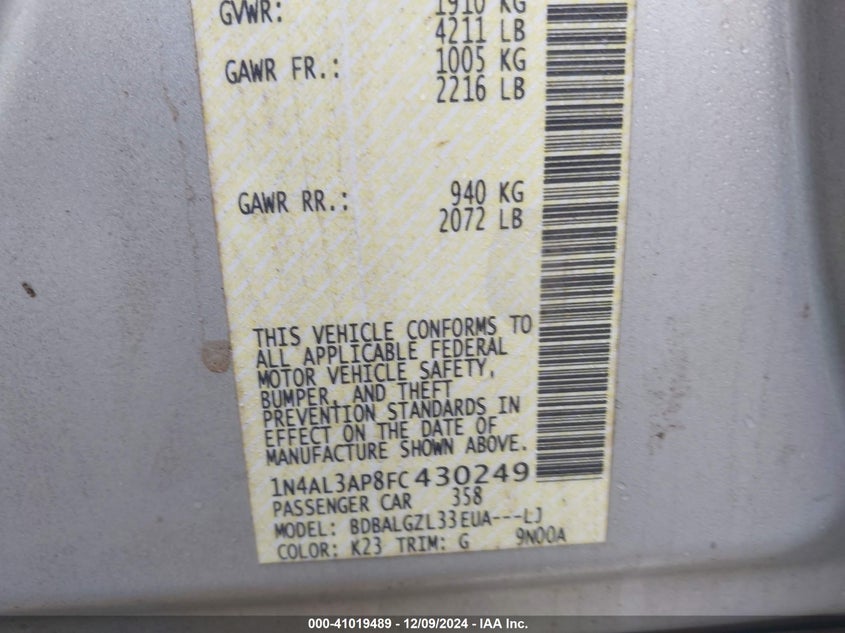 GVWR: 1910 KG
4211 LB
GAWR FR.: 1005 KG
2216 LB
GAWR RR.: 940 KG
2072 LB
THIS VEHICLE CONFORMS TO
ALL APPLICABLE FEDERAL
MOTOR VEHICLE SAFETY,
BUMPER, AND THEFT
PREVENTION STANDARDS IN
EFFECT ON THE DATE OF
MANUFACTURE SHOWN ABOVE.
1N4AL3AP8FC430249
PASSENGER CAR 358
MODEL: BDBALGZL33EUA---LJ
COLOR: K23 TRIM: G 9N00A
000-41019489 - 12/09/2024 - IAA Inc.